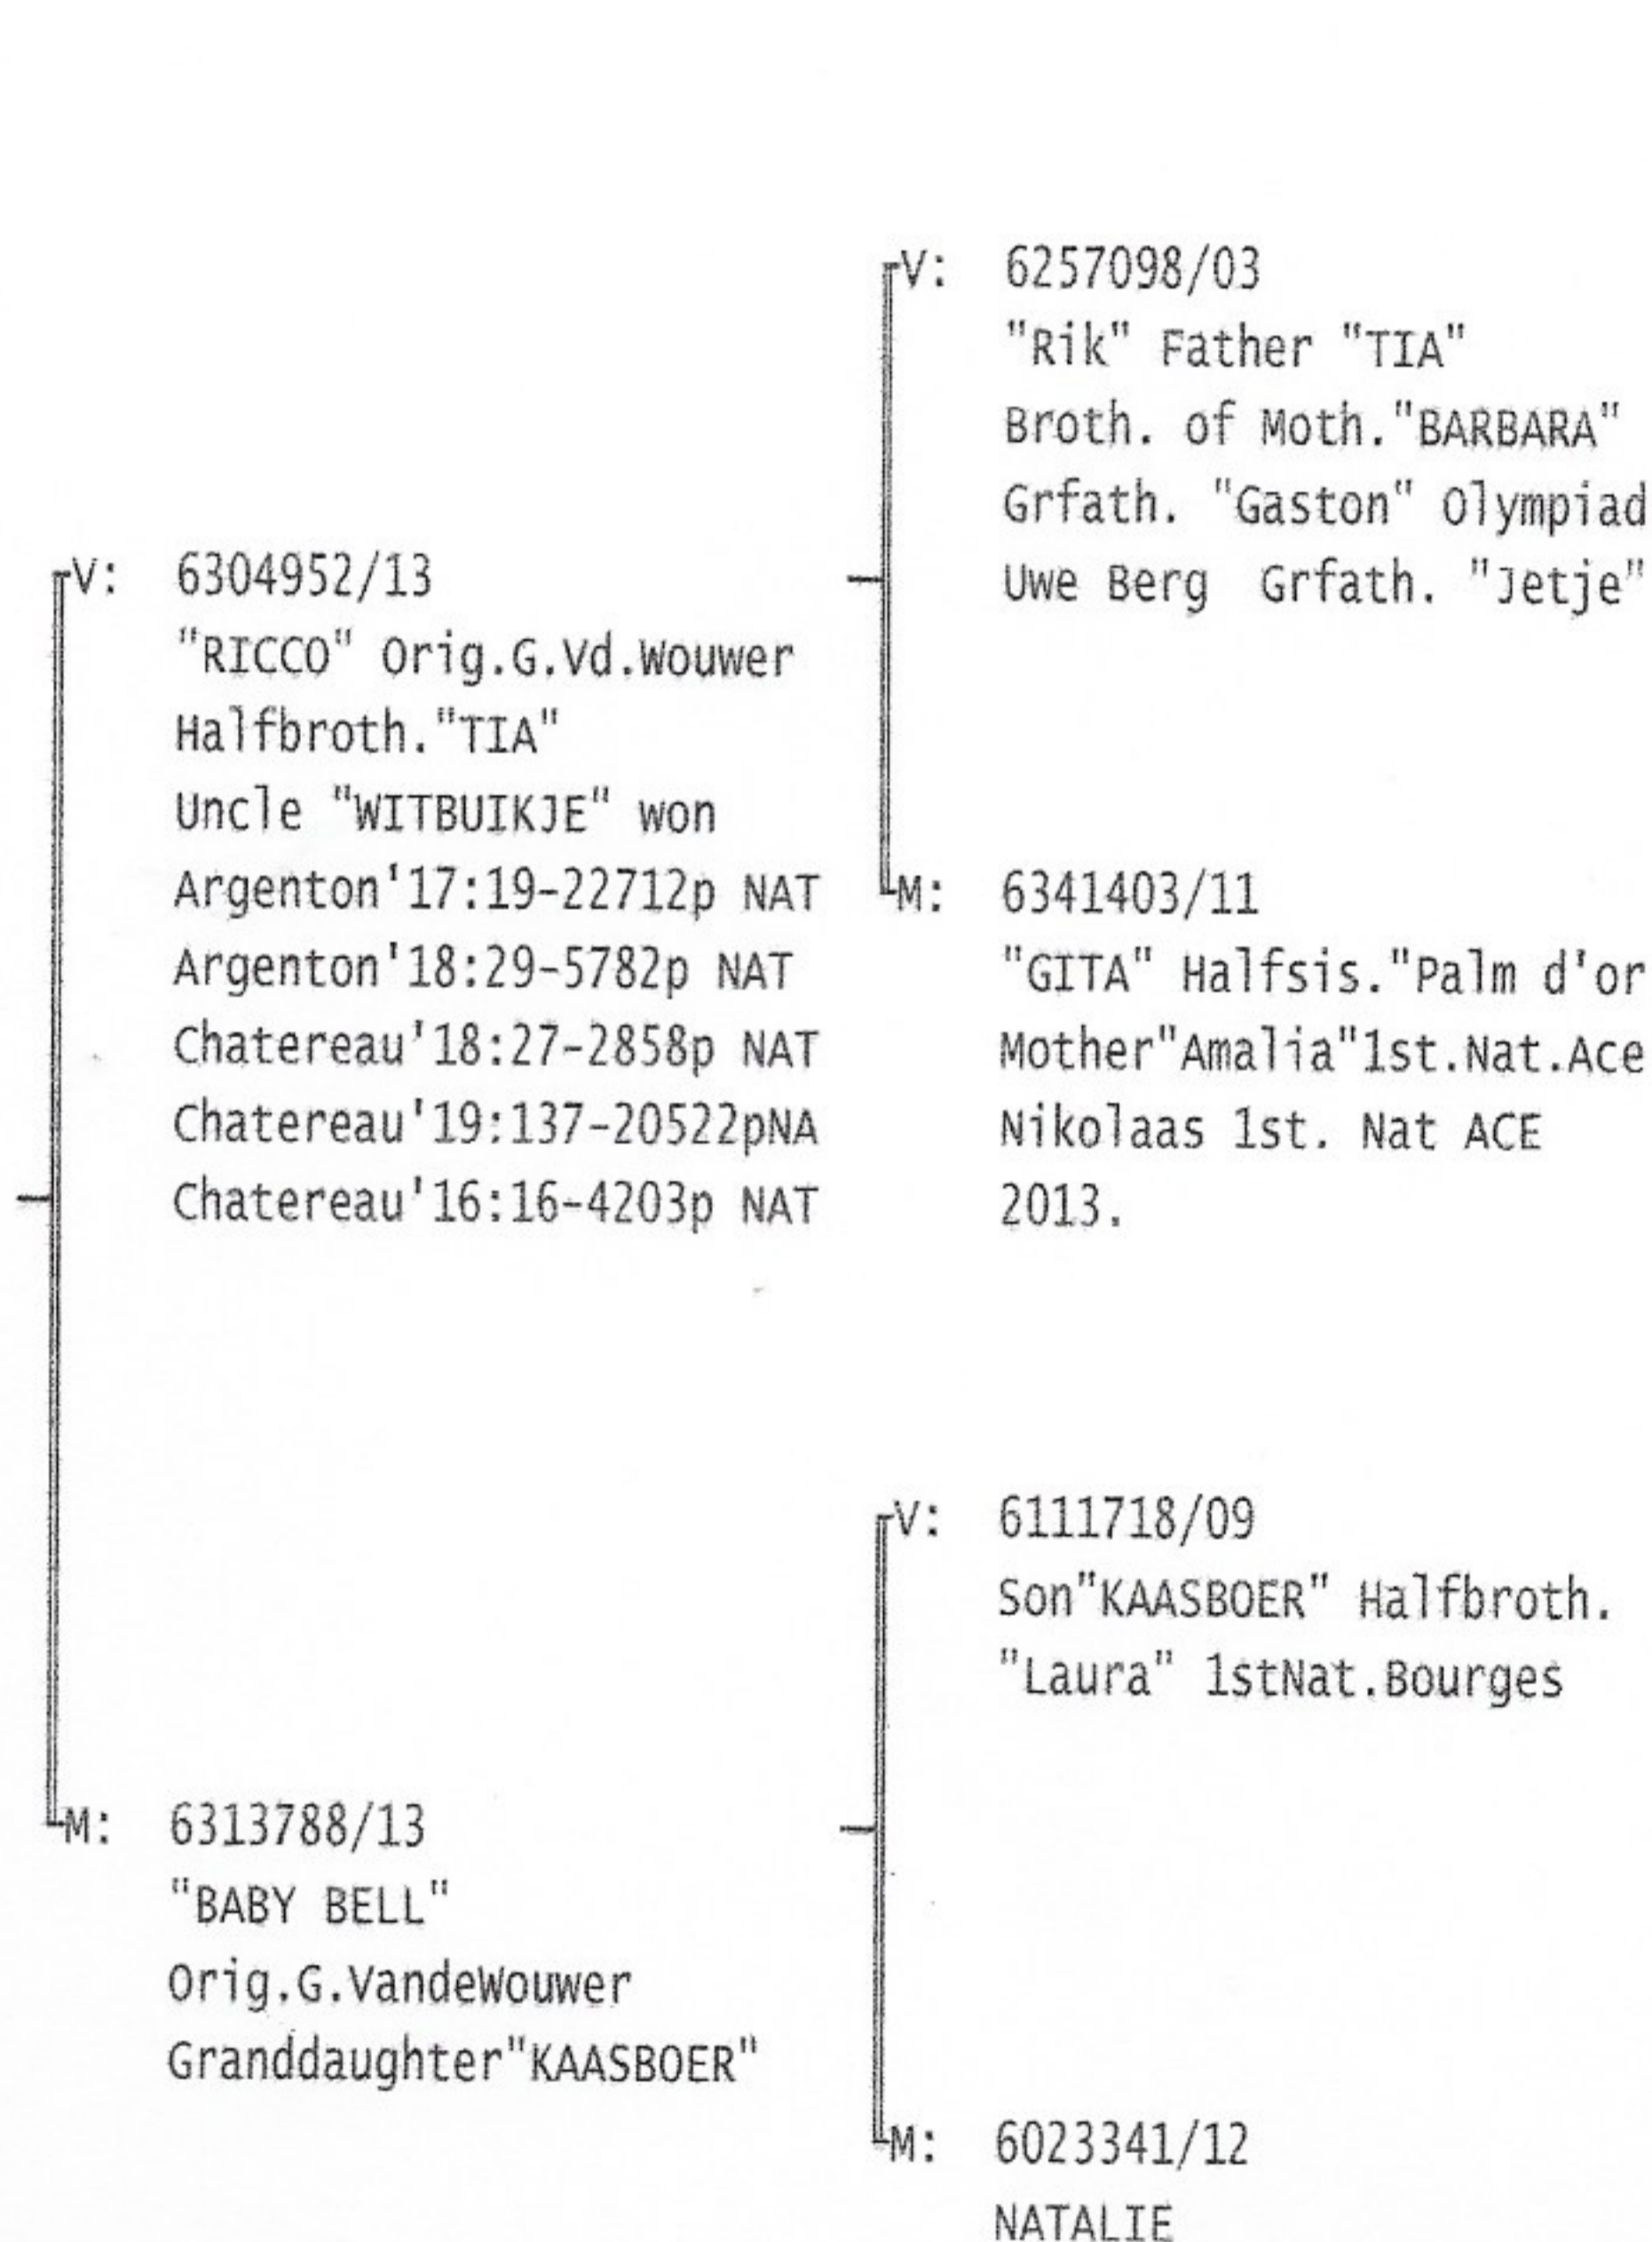 V: 6304952/13
"RICCO" Orig.G.Vd.Wouwer
Halfbroth."TIA"
Uncle "WITBUIKJE" won
Argenton'17:19-22712p NAT
Argenton'18:29-5782p NAT
Chatereau'18:27-2858p NAT
Chatereau'19:137-20522pNA
Chatereau'16:16-4203p NAT
M: 6313788/13
"BABY BELL"
Orig.G.VandeWouwer
Granddaughter"KAASBOER"
V: 6257098/03
"Rik" Father "TIA"
Broth. of Moth."BARBARA"
Grfath. "Gaston" Olympiad
Uwe Berg  Grfath. "Jetje"
M: 6341403/11
"GITA" Halfsis."Palm d'or
Mother"Amalia"1st.Nat.Ace
Nikolaas 1st. Nat ACE
2013.
V: 6111718/09
Son"KAASBOER" Halfbroth.
"Laura" 1stNat.Bourges
M: 6023341/12
NATALIE